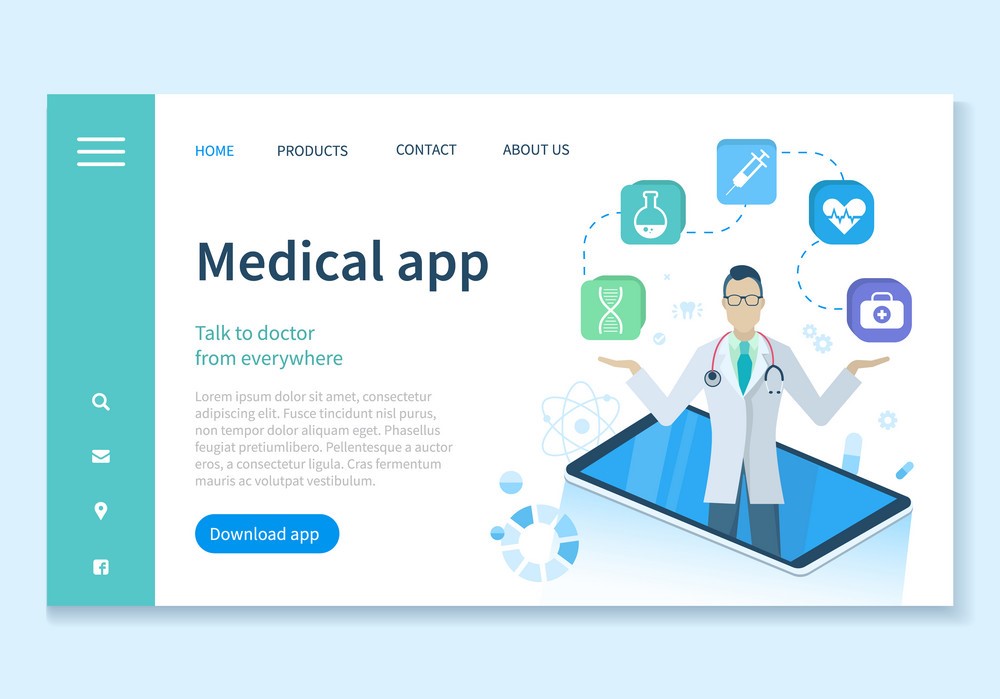 HOME PRODUCTS CONTACT ABOUT US
Medical app
Talk to doctor
from everywhere
Lorem ipsum dolor sit amet, consectetur
adipiscing elit. Fusce tincidunt nisl purus,
non tempor dolor aliquam eget. Phasellus
feugiat pretiumlibero. Pellentesque a auctor
eros, a consectetur ligula. Cras fermentum
mauris ac volutpat vestibulum.
Download app